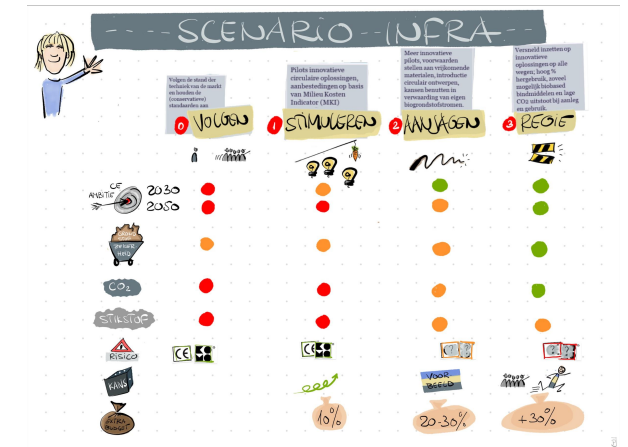 SCENARIO-INFRA
Volgen de stand der
techniek van de markt
en houden de
(conservatieve)
standaarden aan
Pilots innovatieve
circulaire oplossingen,
aanbestedingen op basis
van Milieu Kosten
Indicator (MKI)
Meer innovatieve
pilots, voorwaarden
stellen aan vrijkomende
materialen, introductie
circulair ontwerpen,
kansen benutten in
verwaarding van eigen
biogrondstofstromen.
Versneld inzetten op
innovatieve
oplossingen op alle
wegen; hoog %
hergebruik, zoveel
mogelijk biobased
bindmiddelen en lage
CO2 uitstoot bij aanleg
en gebruik.
0 VOLGEN
1 STIMULEREN
2 AANJAGEN
3 REGIE
CE
AMBITIE
2030
2050
HEID
CO2
STIKSTOF
RISICO
CE
CE
? ?
? ?
KANS
VOOR
BEELD
EXTRA
BUDGET
10%
20-30%
+30%